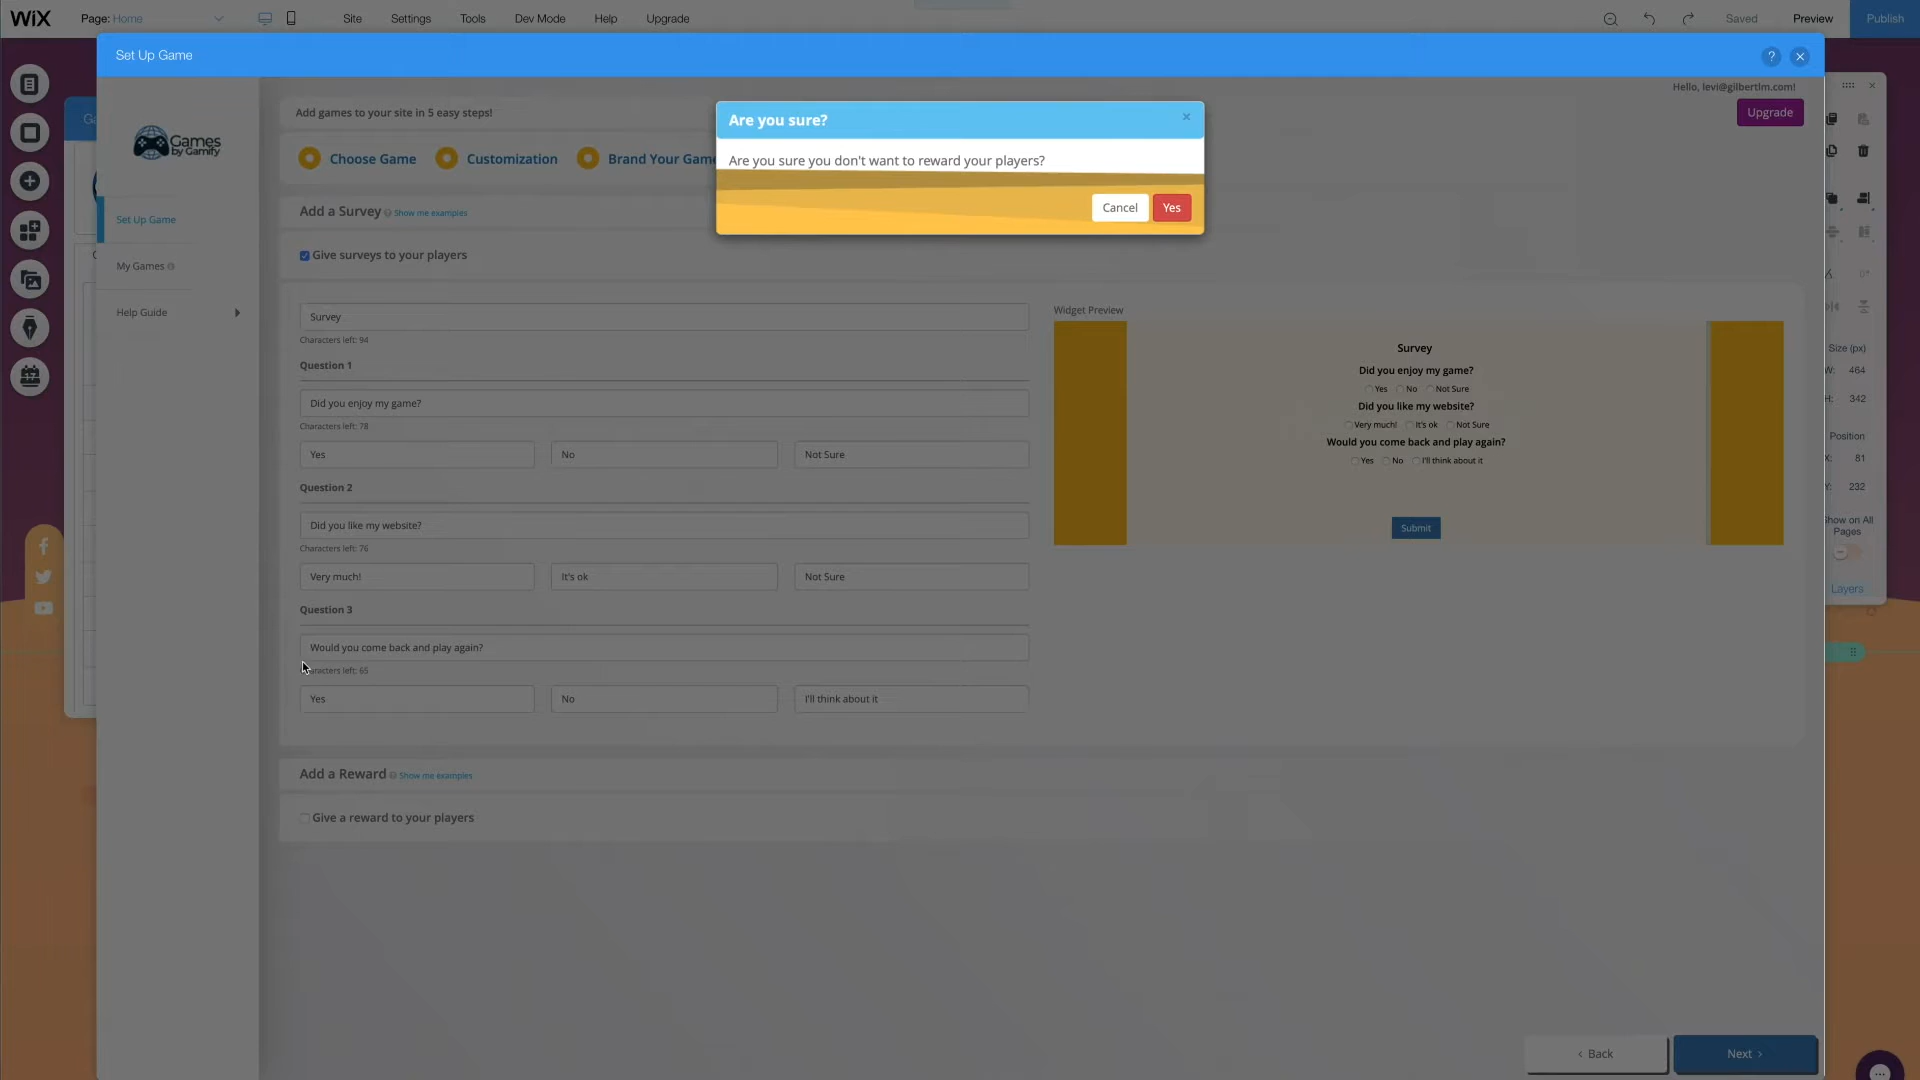 WiX Page: Home Site Settings Tools Dev Mode Help Upgrade Saved Preview Publish
Set Up Game ?
Hello, levi@gilbertlm.com!
Games
by Gamify
Add games to your site in 5 easy steps!
Upgrade
Choose Game Customization Brand Your Game
Are you sure?
Are you sure you don't want to reward your players?
Cancel Yes
Set Up Game
My Games
Help Guide
Add a Survey Show me examples
Give surveys to your players
Survey
Characters left: 94
Question 1
Did you enjoy my game?
Characters left: 78
Yes No Not Sure
Question 2
Did you like my website?
Characters left: 76
Very much! It's ok Not Sure
Question 3
Would you come back and play again?
aracters left: 65
Yes No I'll think about it
Widget Preview
Survey
Did you enjoy my game?
Yes No Not Sure
Did you like my website?
Very much! It's ok Not Sure
Would you come back and play again?
Yes No I'll think about it
Submit
Add a Reward Show me examples
Give a reward to your players
< Back Next >
0°
Size (px)
W: 464
H: 342
Position
X: 81
Y: 232
Show on All
Pages
Layers
17